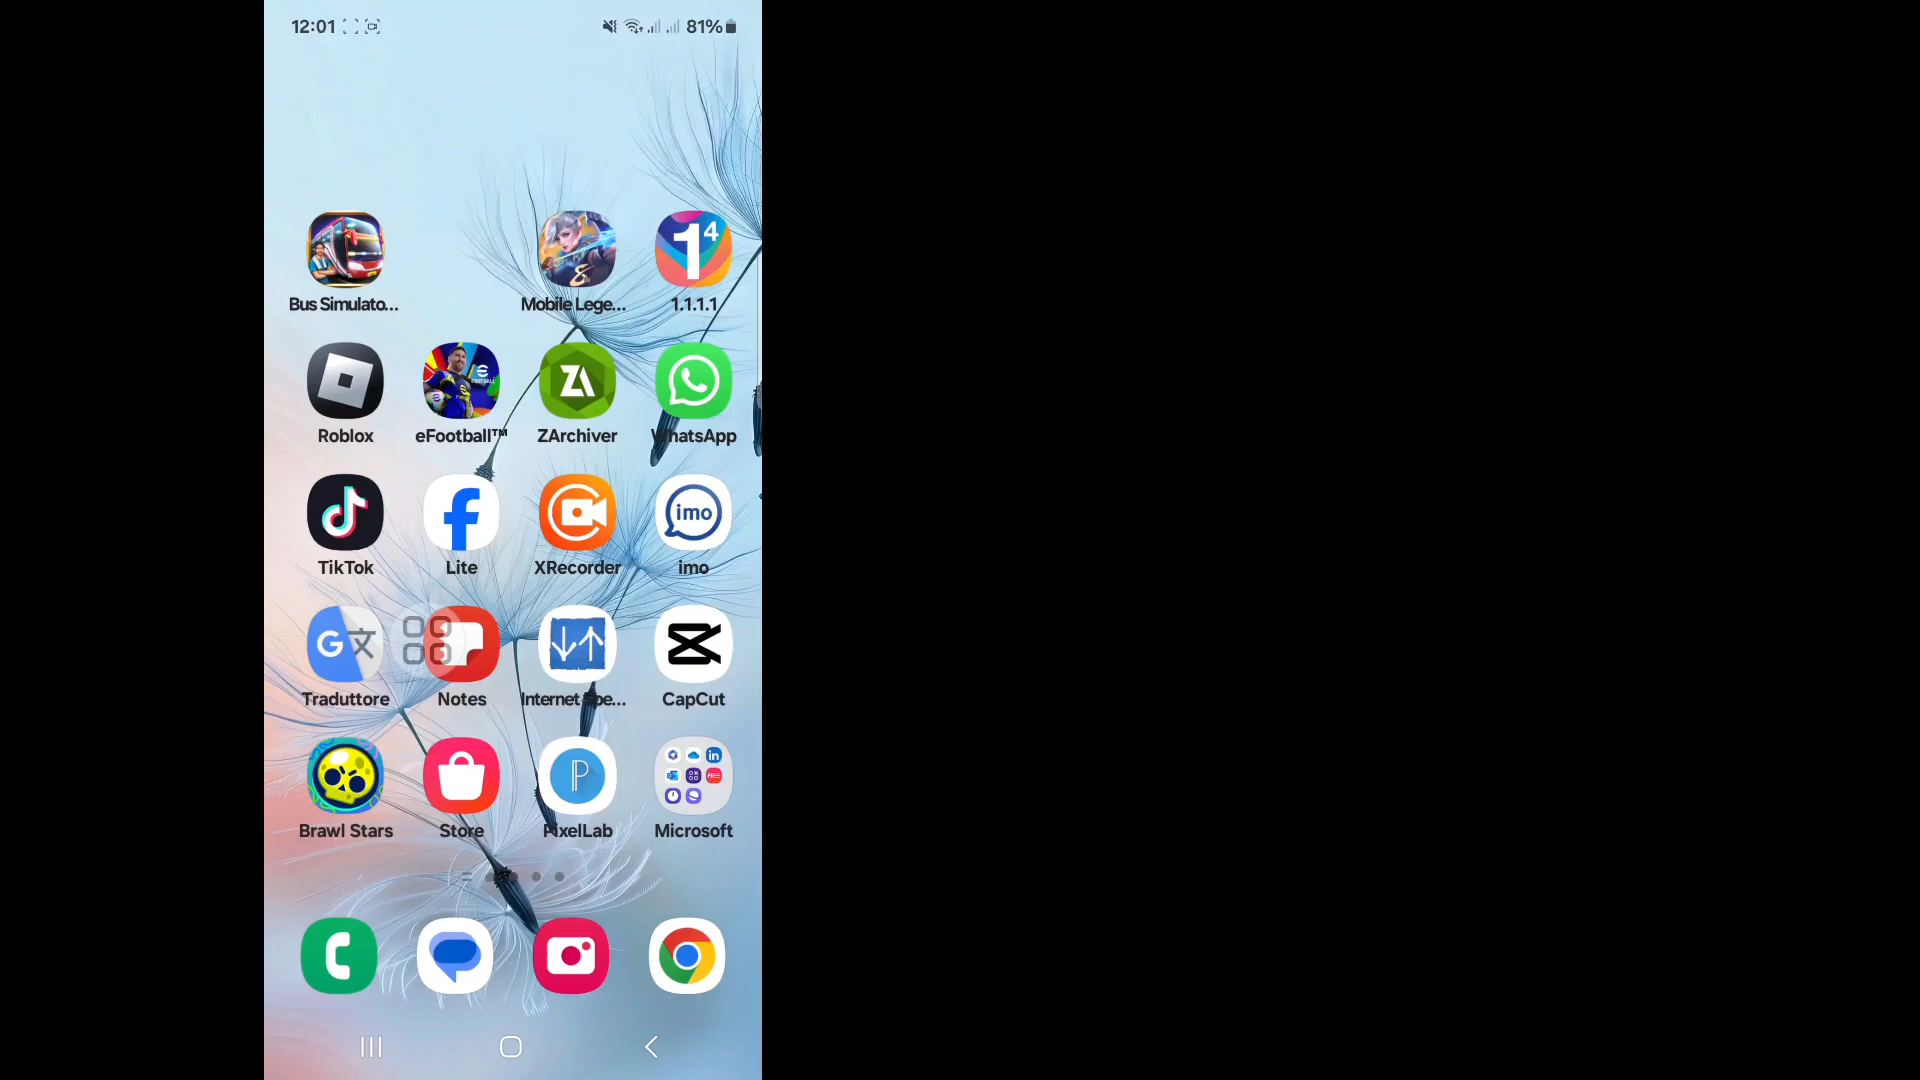 12:01 81%
Bus Simulato... Mobile Lege... 1.1.1.1
Roblox eFootball™ ZArchiver WhatsApp
TikTok Lite XRecorder imo
Traduttore Notes Internet Spe... CapCut
Brawl Stars Store PixelLab Microsoft